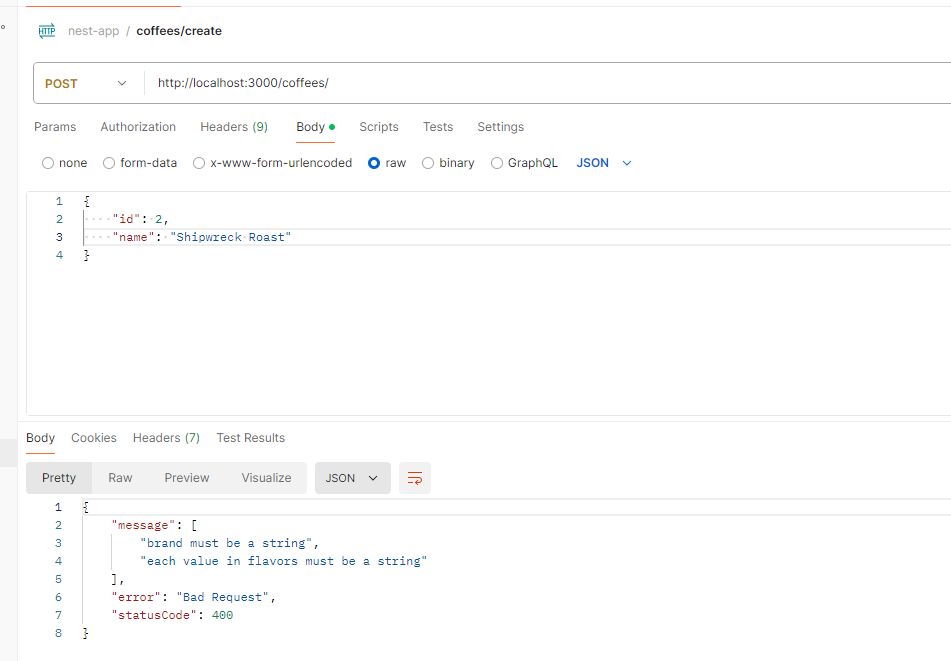 HTTP nest-app / coffees/create
POST http://localhost:3000/coffees/
Params Authorization Headers (9) Body Scripts Tests Settings
none form-data x-www-form-urlencoded raw binary GraphQL JSON
1 {
2 "id": 2,
3 "name": "Shipwreck Roast"
4 }
Body Cookies Headers (7) Test Results
Pretty Raw Preview Visualize JSON
1 {
2 "message": [
3 "brand must be a string",
4 "each value in flavors must be a string"
5 ],
6 "error": "Bad Request",
7 "statusCode": 400
8 }